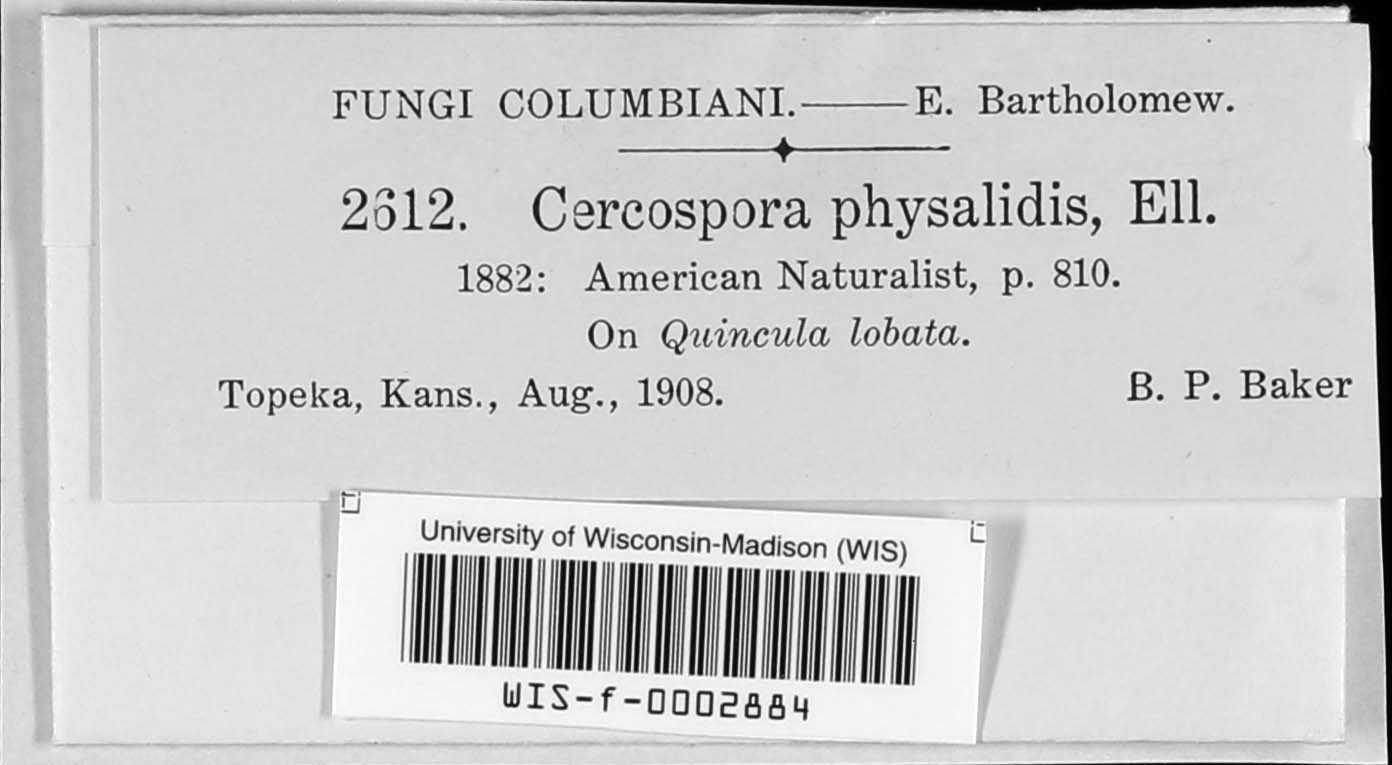 FUNGI COLUMBIANI.——E. Bartholomew.
2612. Cercospora physalidis, Ell.
1882: American Naturalist, p. 810.
On Quincula lobata.
Topeka, Kans., Aug., 1908. B. P. Baker
University of Wisconsin-Madison (WIS)
WIS-f-0002884